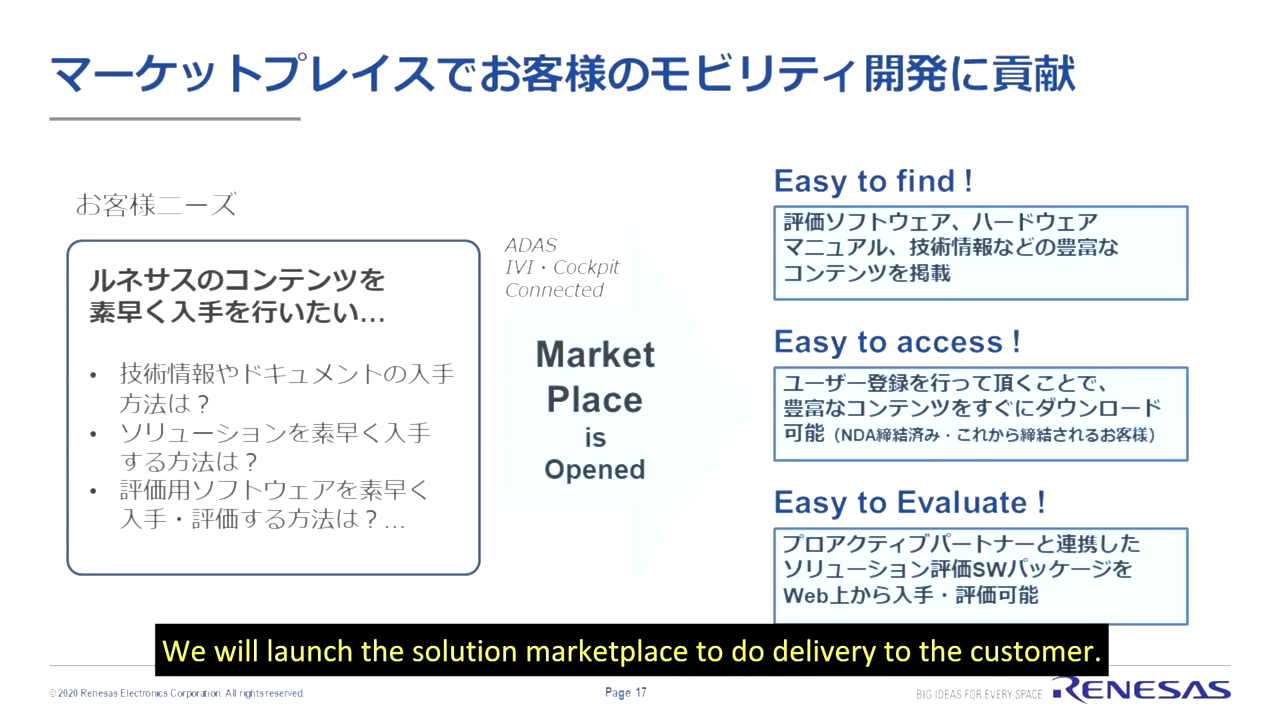 マーケットプレイスでお客様のモビリティ開発に貢献
お客様ニーズ
ルネサスのコンテンツを
素早く入手を行いたい…
• 技術情報やドキュメントの入手
方法は？
• ソリューションを素早く入手
する方法は？
• 評価用ソフトウェアを素早く
入手・評価する方法は？…
ADAS
IVI・Cockpit
Connected
Market
Place
is
Opened
Easy to find !
評価ソフトウェア、ハードウェア
マニュアル、技術情報などの豊富な
コンテンツを掲載
Easy to access !
ユーザー登録を行って頂くことで、
豊富なコンテンツをすぐにダウンロード
可能（NDA締結済み・これから締結されるお客様）
Easy to Evaluate !
プロアクティブパートナーと連携した
ソリューション評価SWパッケージを
Web上から入手・評価可能
We will launch the solution marketplace to do delivery to the customer.
© 2020 Renesas Electronics Corporation. All rights reserved.
Page 17
BIG IDEAS FOR EVERY SPACE
RENESAS